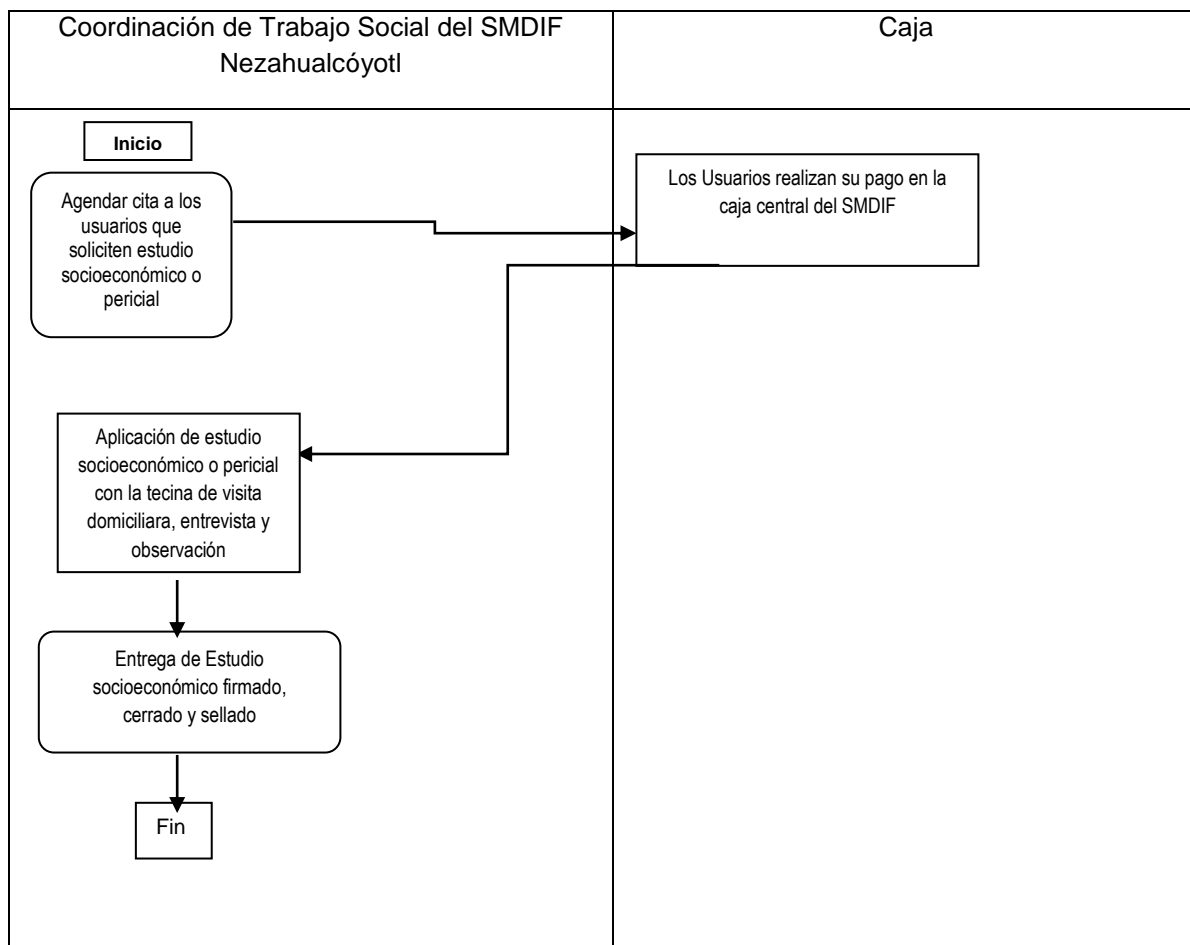 Coordinación de Trabajo Social del SMDIF
Nezahualcóyotl
Caja
Inicio
Agendar cita a los
usuarios que
soliciten estudio
socioeconómico o
pericial
Los Usuarios realizan su pago en la
caja central del SMDIF
Aplicación de estudio
socioeconómico o pericial
con la tecina de visita
domiciliara, entrevista y
observación
Entrega de Estudio
socioeconómico firmado,
cerrado y sellado
Fin